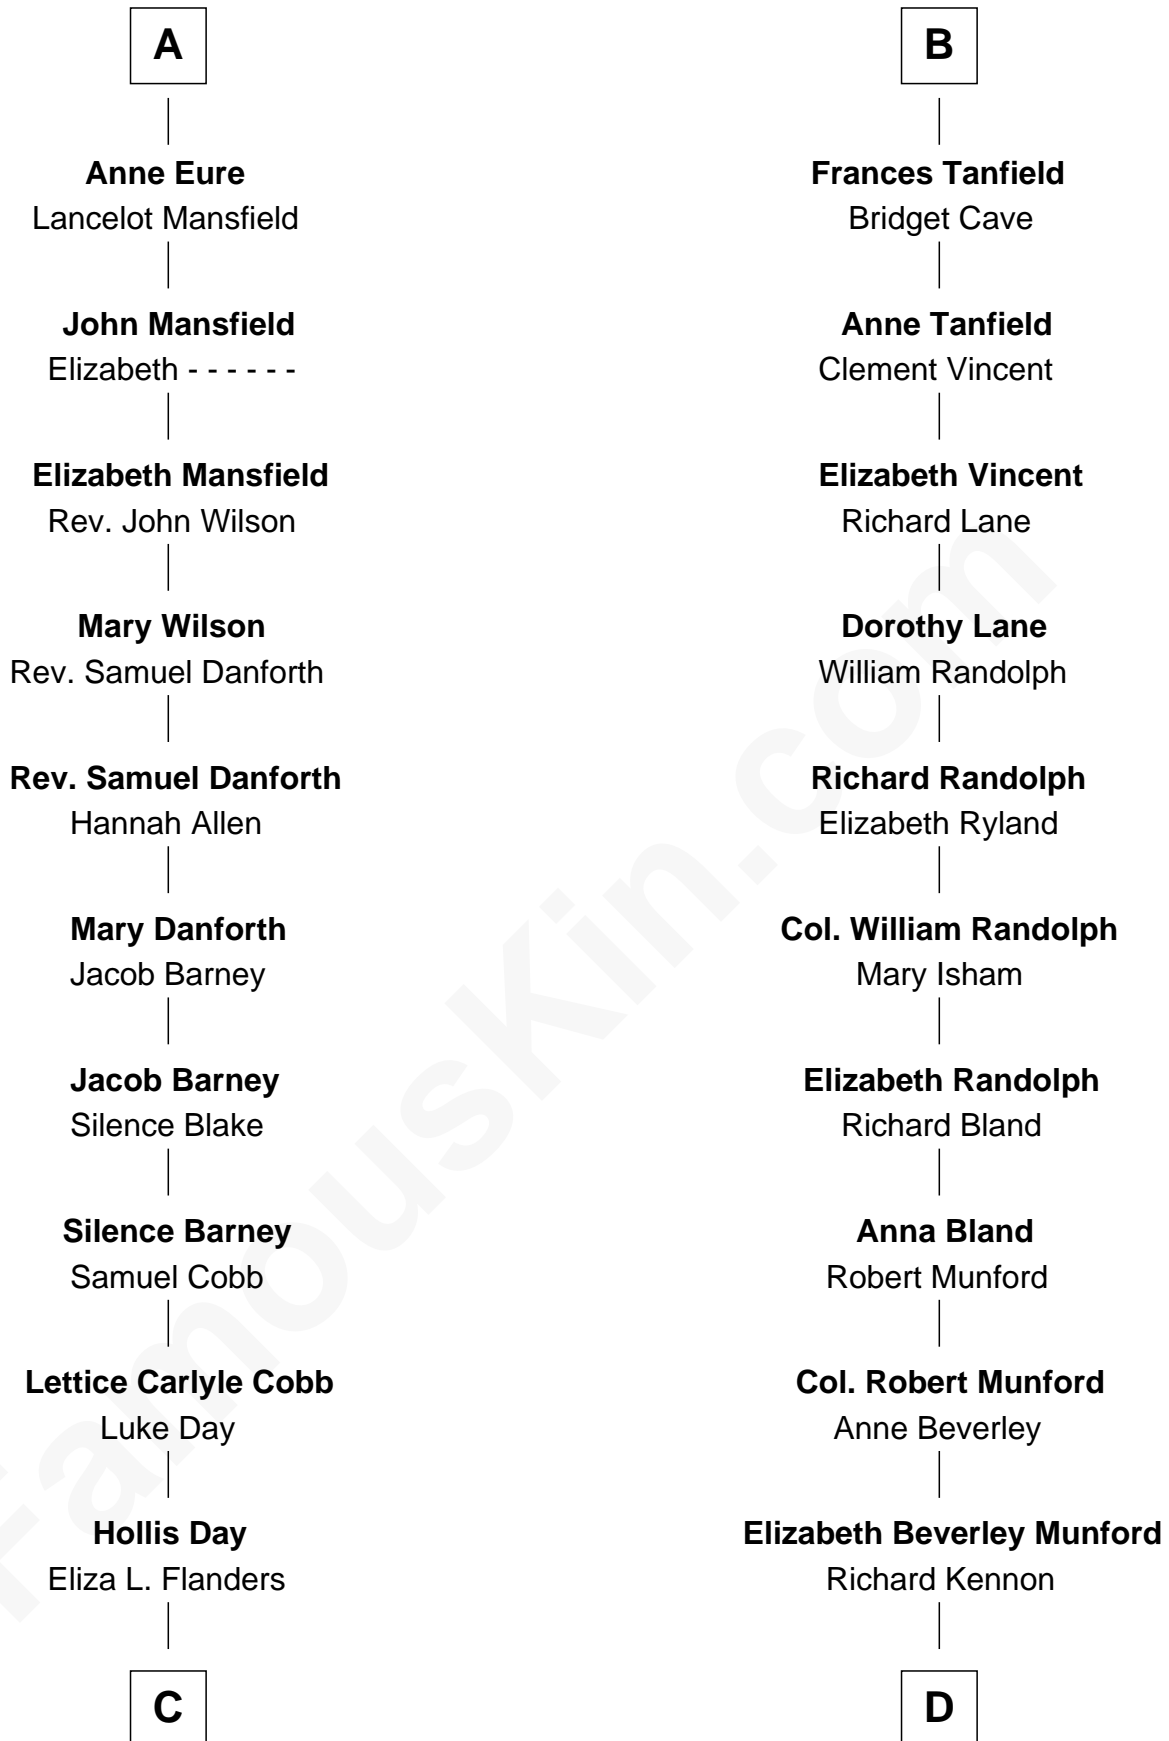 A
Anne Eure
Lancelot Mansfield
John Mansfield
Elizabeth - - - - - -
Elizabeth Mansfield
Rev. John Wilson
Mary Wilson
Rev. Samuel Danforth
Rev. Samuel Danforth
Hannah Allen
Mary Danforth
Jacob Barney
Jacob Barney
Silence Blake
Silence Barney
Samuel Cobb
Lettice Carlyle Cobb
Luke Day
Hollis Day
Eliza L. Flanders
C
B
Frances Tanfield
Bridget Cave
Anne Tanfield
Clement Vincent
Elizabeth Vincent
Richard Lane
Dorothy Lane
William Randolph
Richard Randolph
Elizabeth Ryland
Col. William Randolph
Mary Isham
Elizabeth Randolph
Richard Bland
Anna Bland
Robert Munford
Col. Robert Munford
Anne Beverley
Elizabeth Beverley Munford
Richard Kennon
D
FamousKin.com